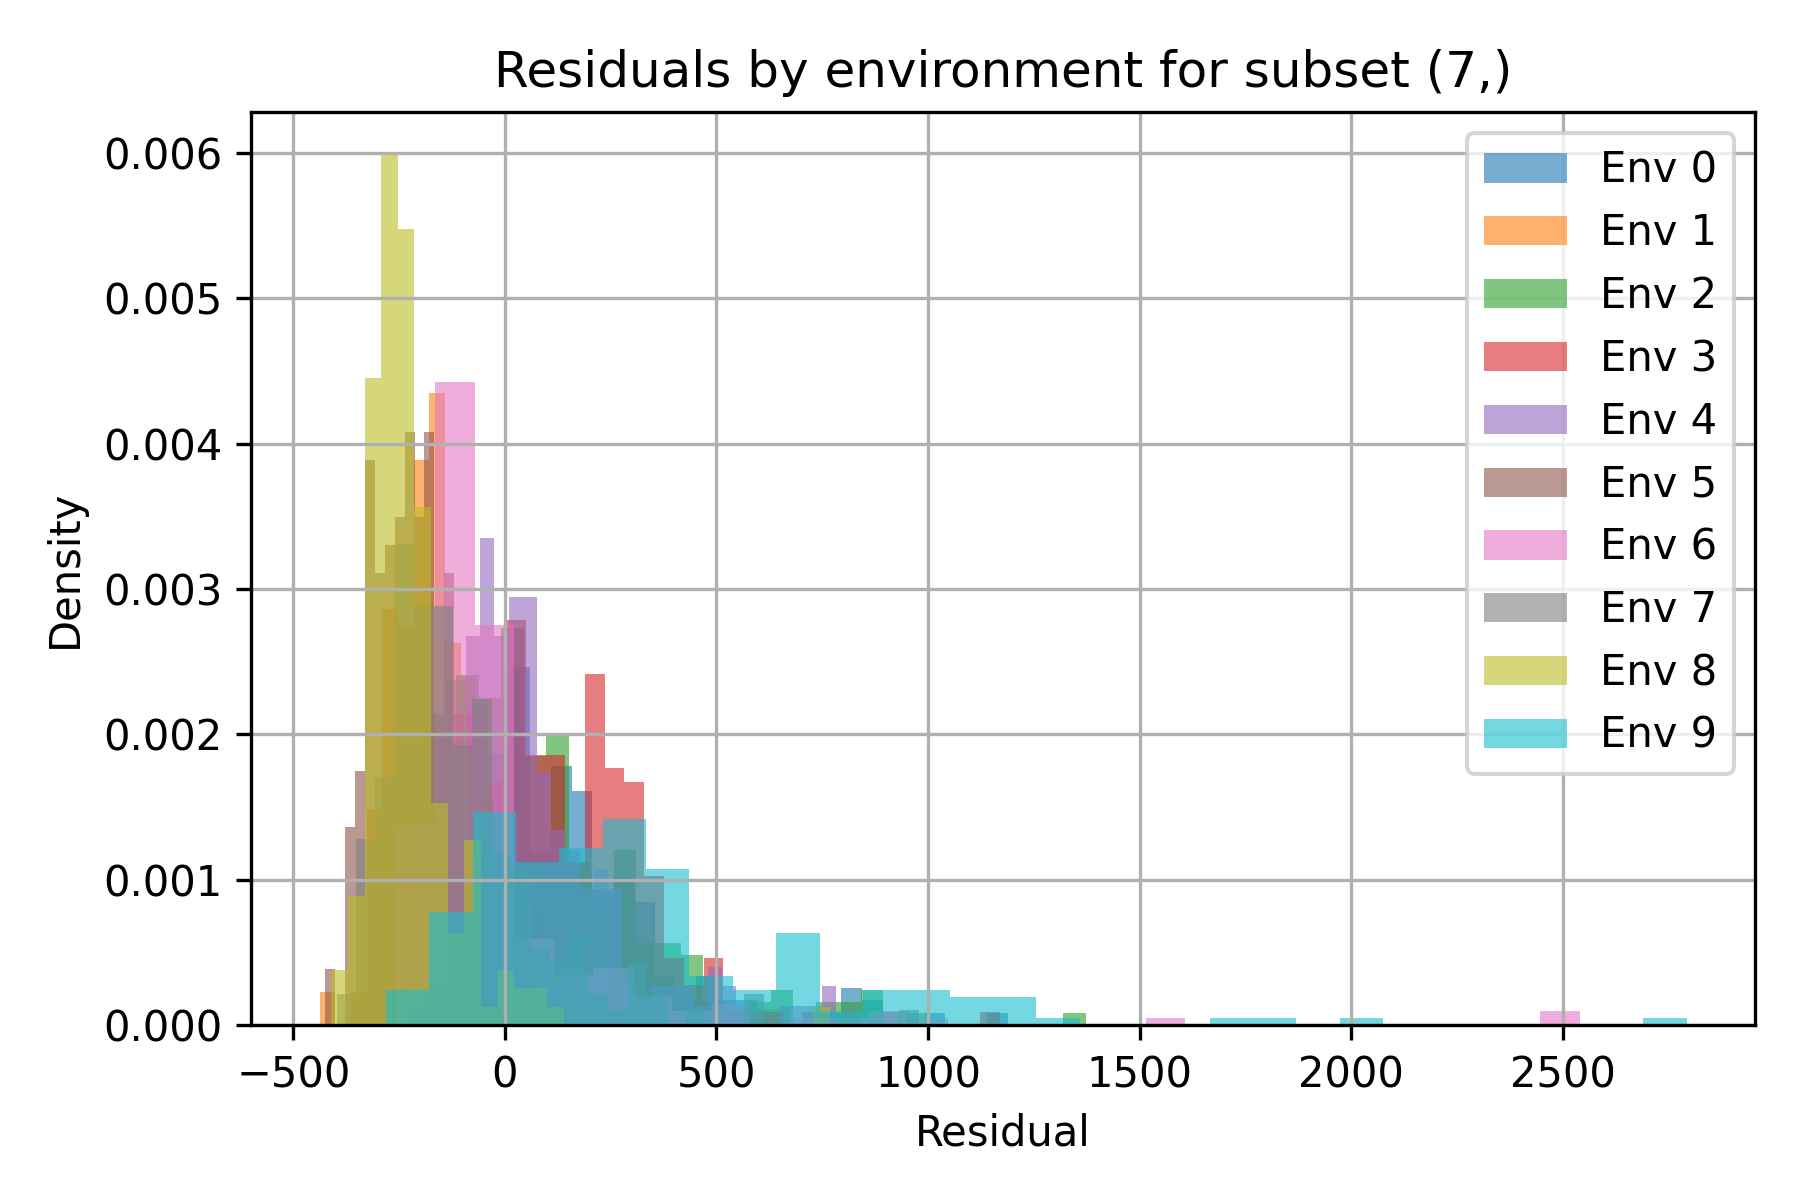 Residuals by environment for subset (7,)
0.006
0.005
0.004
0.003
0.002
0.001
0.000
Density
−500
0
500
1000
1500
2000
2500
Residual
Env 0
Env 1
Env 2
Env 3
Env 4
Env 5
Env 6
Env 7
Env 8
Env 9